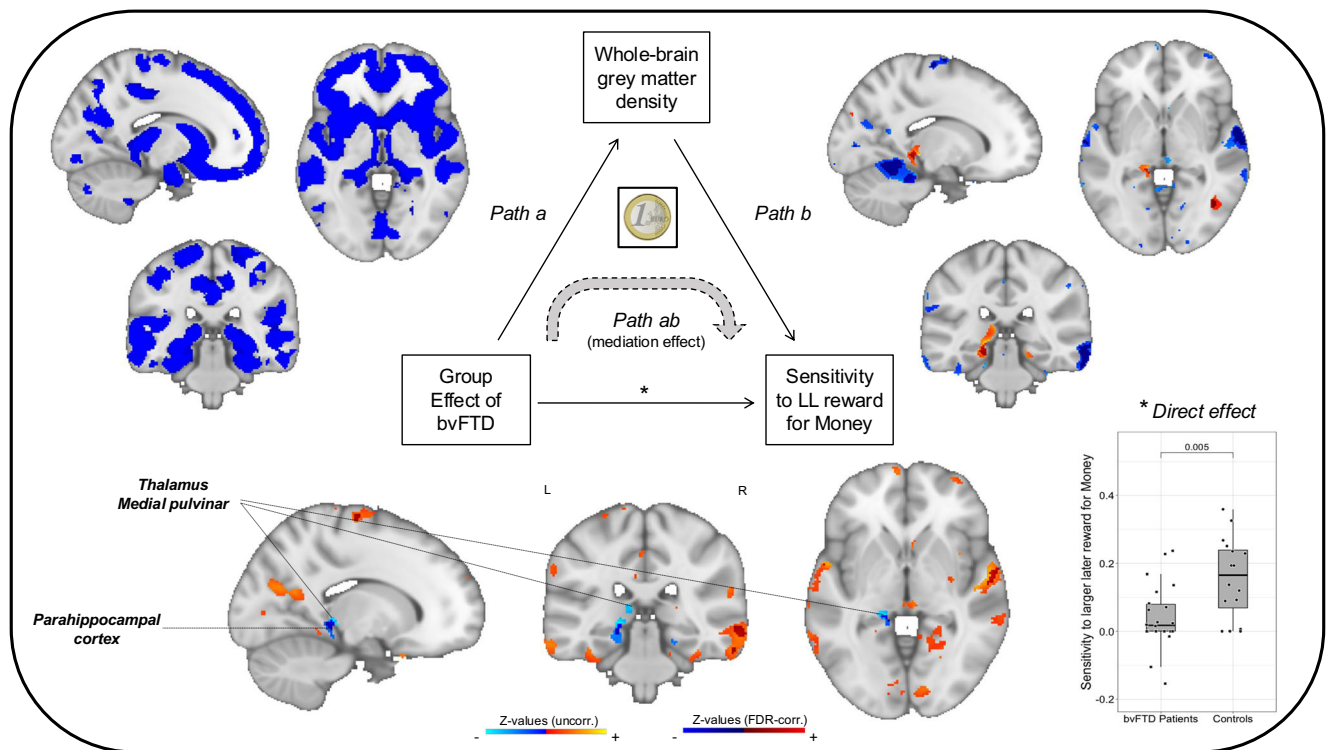 Whole-brain
grey matter
density
Path a
1
Path b
Path ab
(mediation effect)
Group
Effect of
bvFTD
*
Sensitivity
to LL reward
for Money
* Direct effect
Thalamus
Medial pulvinar
L
R
Parahippocampal
cortex
Z-values (uncorr.)
- +
Z-values (FDR-corr.)
- +
Sensitivity to larger later reward for Money
0.005
0.4
0.2
0.0
-0.2
bvFTD Patients
Controls